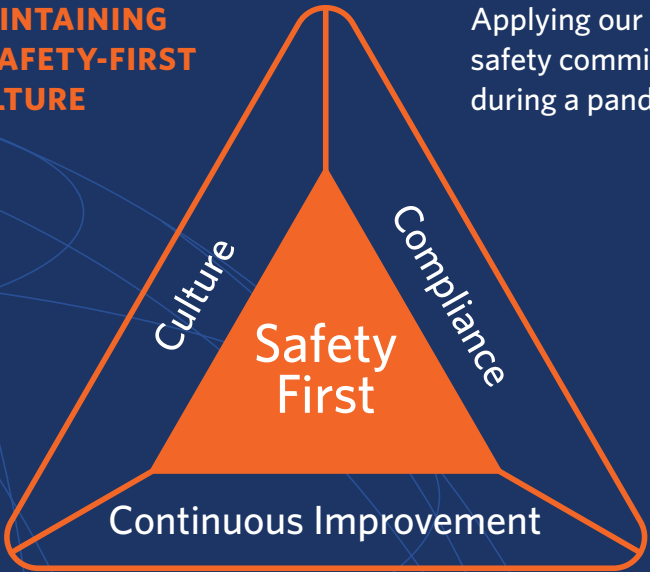 INTAINING
AFETY-FIRST
LTURE
Applying our
safety commi
during a pand
Culture
Compliance
Safety
First
Continuous Improvement